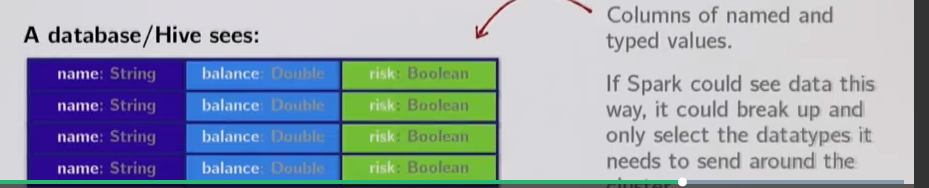 A database/Hive sees:
name: String balance: Double risk: Boolean
name: String balance: Double risk: Boolean
name: String balance: Double risk: Boolean
name: String balance: Double risk: Boolean
Columns of named and
typed values.
If Spark could see data this
way, it could break up and
only select the datatypes it
needs to send around the